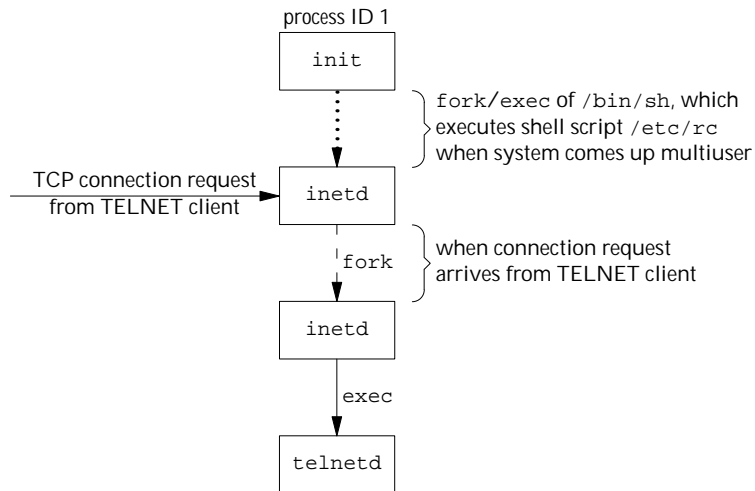 process ID 1
init
fork/exec of /bin/sh, which
executes shell script /etc/rc
when system comes up multiuser
TCP connection request
from TELNET client
inetd
fork
when connection request
arrives from TELNET client
inetd
exec
telnetd